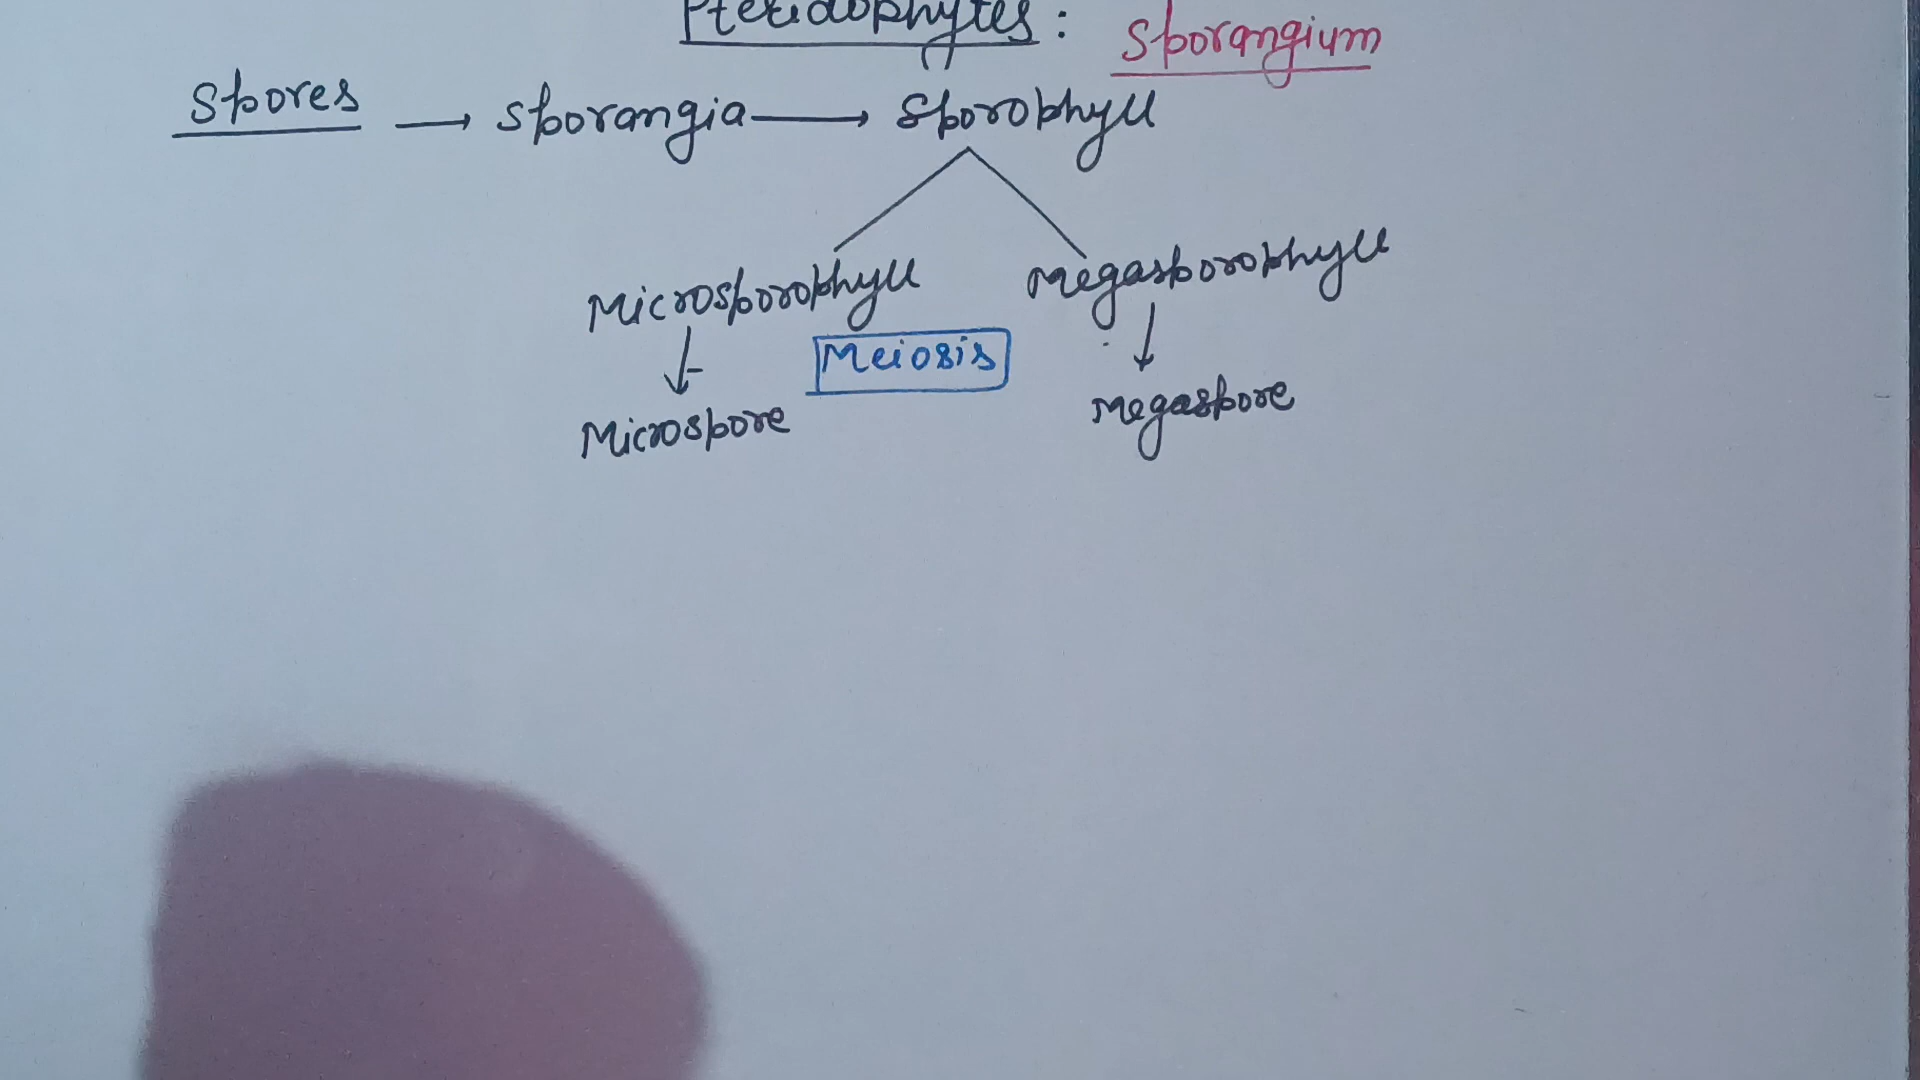 Pteridophytes :
Sporangium
Spores → sporangia → Sporophyll
Microsporophyll
Megasporophyll
Meiosis
Microspore
Megaspore